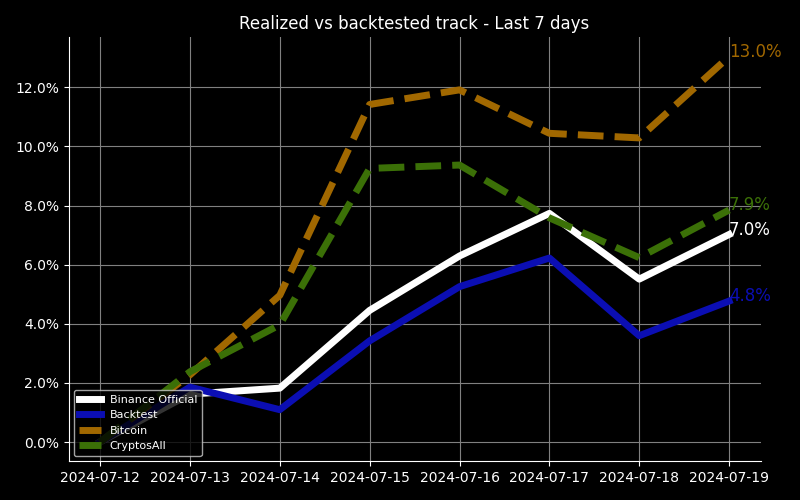 Realized vs backtested track - Last 7 days
13.0%
12.0%
10.0%
8.0%
7.9%
7.0%
6.0%
4.8%
4.0%
2.0%
0.0%
Binance Official
Backtest
Bitcoin
CryptosAll
2024-07-12 2024-07-13 2024-07-14 2024-07-15 2024-07-16 2024-07-17 2024-07-18 2024-07-19